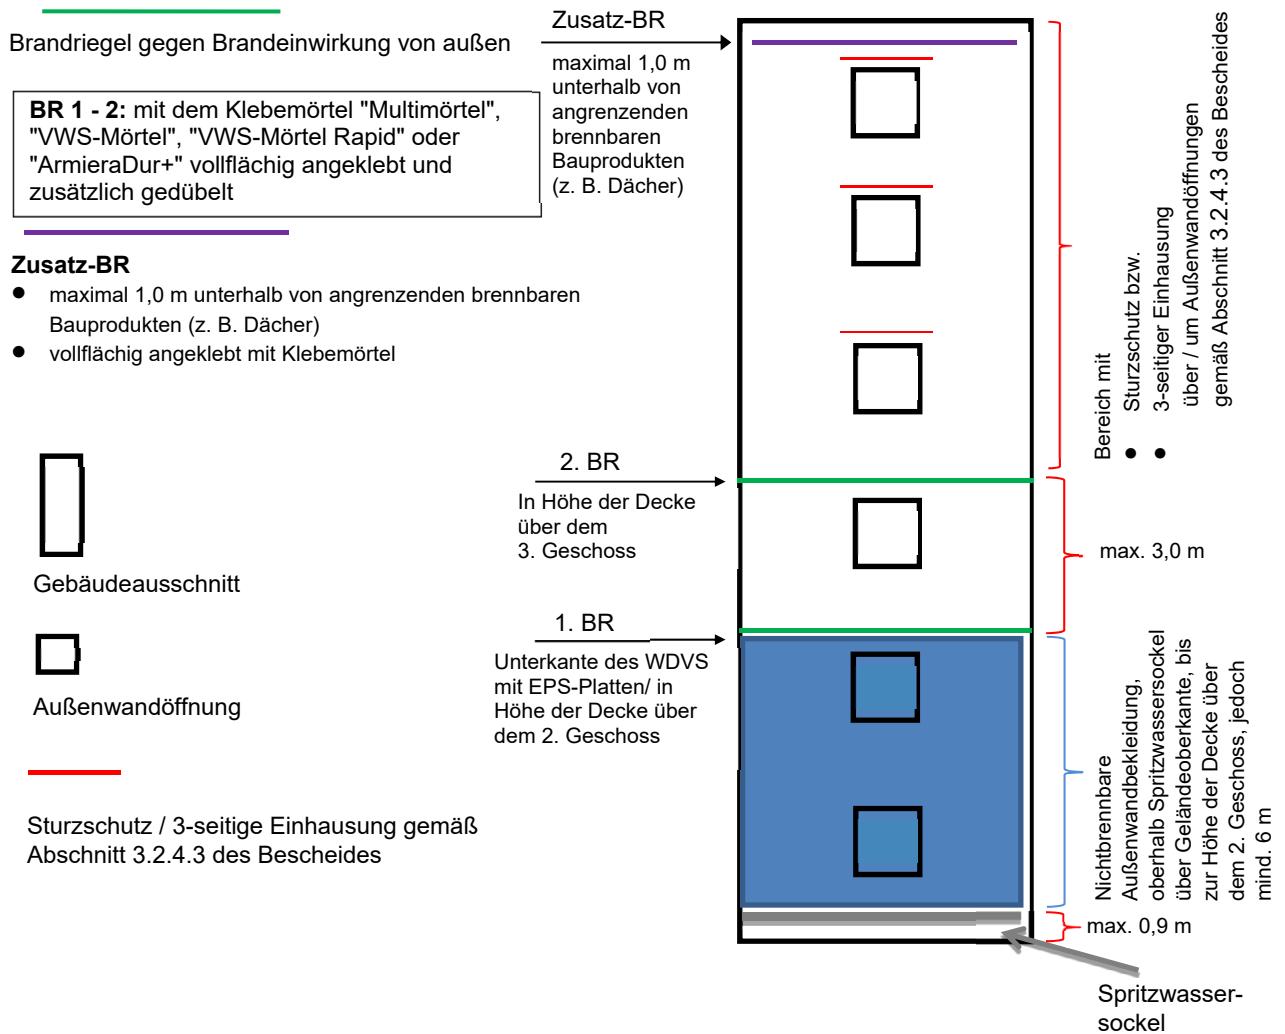 Brandriegel gegen Brandeinwirkung von außen
BR 1 - 2: mit dem Klebemörtel "Multimörtel",
"VWS-Mörtel", "VWS-Mörtel Rapid" oder
"ArmieraDur+" vollflächig angeklebt und
zusätzlich gedübelt
Zusatz-BR
● maximal 1,0 m unterhalb von angrenzenden brennbaren
Bauprodukten (z. B. Dächer)
● vollflächig angeklebt mit Klebemörtel
Gebäudeausschnitt
Außenwandöffnung
Sturzschutz / 3-seitige Einhausung gemäß
Abschnitt 3.2.4.3 des Bescheides
Zusatz-BR
maximal 1,0 m
unterhalb von
angrenzenden
brennbaren
Bauprodukten
(z. B. Dächer)
2. BR
In Höhe der Decke
über dem
3. Geschoss
1. BR
Unterkante des WDVS
mit EPS-Platten/ in
Höhe der Decke über
dem 2. Geschoss
Bereich mit
● Sturzschutz bzw.
● 3-seitiger Einhausung
über / um Außenwandöffnungen
gemäß Abschnitt 3.2.4.3 des Bescheides
max. 3,0 m
Nichtbrennbare
Außenwandbekleidung,
oberhalb Spritzwassersockel
über Geländeoberkante, bis
zur Höhe der Decke über
dem 2. Geschoss, jedoch
mind. 6 m
max. 0,9 m
Spritzwasser-
sockel